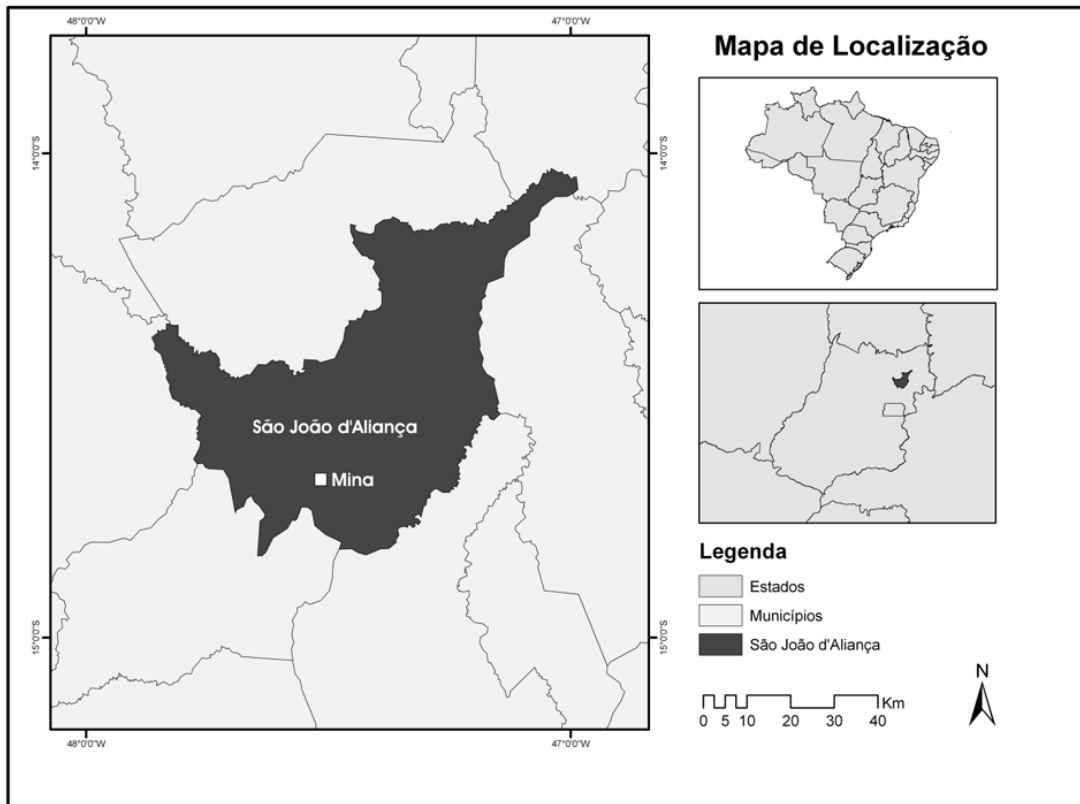 48°0'0"W
47°0'0"W
14°0'0"S
14°0'0"S
15°0'0"S
15°0'0"S
48°0'0"W
47°0'0"W
São João d'Aliança
Mina
Mapa de Localização
Legenda
Estados
Municípios
São João d'Aliança
Km
0 5 10 20 30 40
N